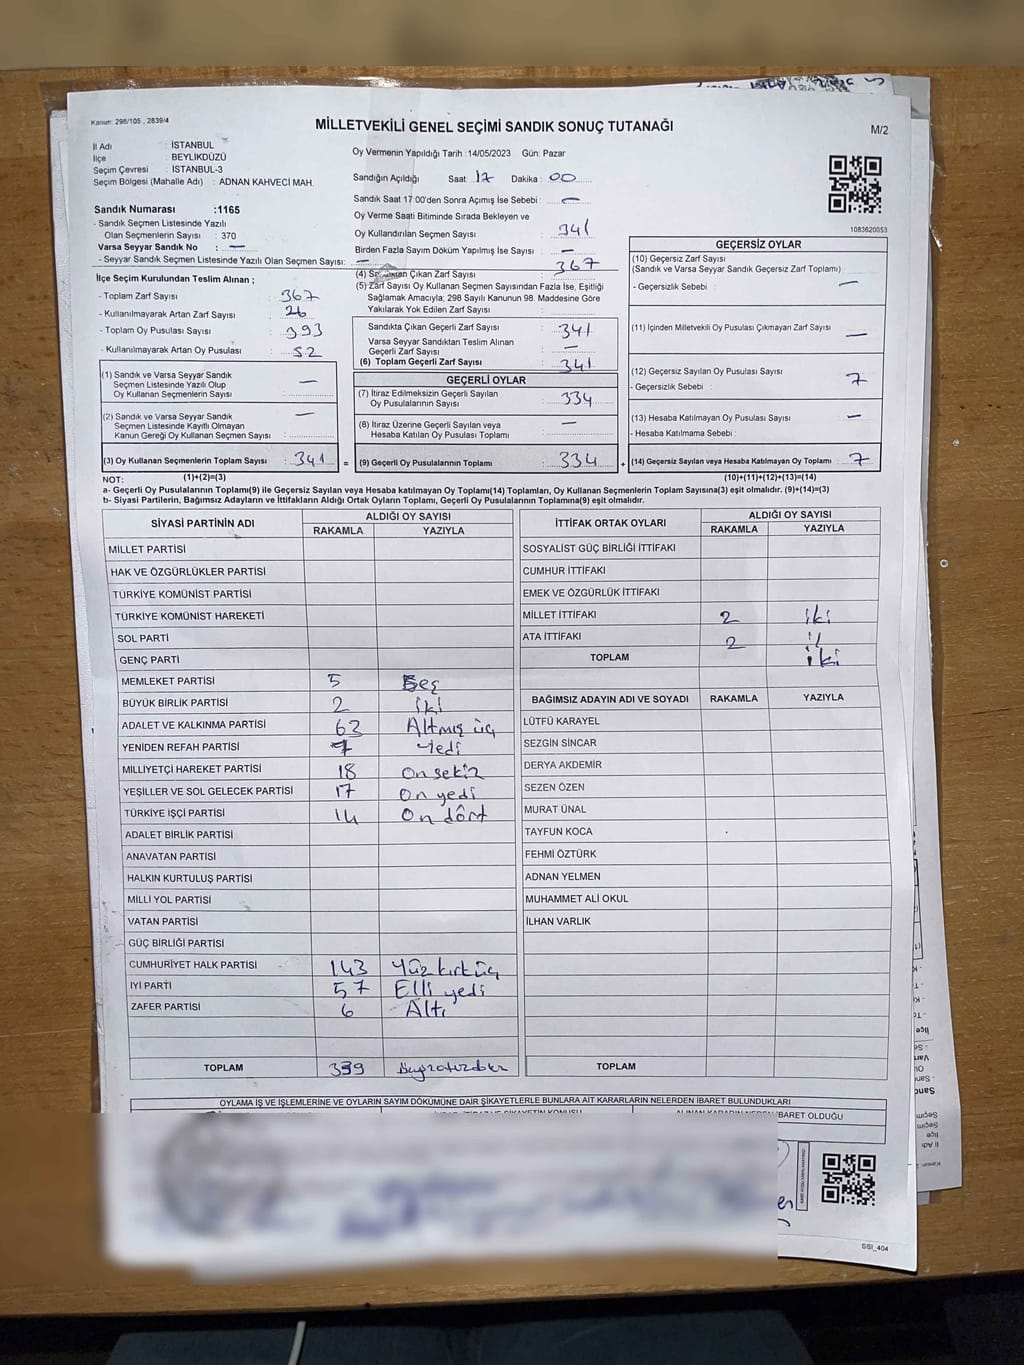 Kanun: 298/105 , 2839/4
MİLLETVEKİLİ GENEL SEÇİMİ SANDIK SONUÇ TUTANAĞI
M/2
İl Adı : İSTANBUL
İlçe : BEYLİKDÜZÜ
Seçim Çevresi : İSTANBUL-3
Seçim Bölgesi (Mahalle Adı) : ADNAN KAHVECİ MAH.
Oy Vermenin Yapıldığı Tarih :14/05/2023 Gün: Pazar
Sandığın Açıldığı Saat: 17 Dakika : 00
Sandık Saat 17.00'den Sonra Açımış İse Sebebi : —
Oy Verme Saati Bitiminde Sırada Bekleyen ve
Oy Kullandırılan Seçmen Sayısı : 341
Birden Fazla Sayım Döküm Yapılmış İse Sayısı : —
1083620053
Sandık Numarası :1165
- Sandık Seçmen Listesinde Yazılı
Olan Seçmenlerin Sayısı : 370
Varsa Seyyar Sandık No : —
- Seyyar Sandık Seçmen Listesinde Yazılı Olan Seçmen Sayısı: —
İlçe Seçim Kurulundan Teslim Alınan ;
- Toplam Zarf Sayısı : 367
- Kullanılmayarak Artan Zarf Sayısı : 26
- Toplam Oy Pusulası Sayısı : 393
- Kullanılmayarak Artan Oy Pusulası : 52
(1) Sandık ve Varsa Seyyar Sandık
Seçmen Listesinde Yazılı Olup
Oy Kullanan Seçmenlerin Sayısı : —
(2) Sandık ve Varsa Seyyar Sandık
Seçmen Listesinde Kayıtlı Olmayan
Kanun Gereği Oy Kullanan Seçmen Sayısı : —
(3) Oy Kullanan Seçmenlerin Toplam Sayısı : 341
(4) Sandıktan Çıkan Zarf Sayısı : 367
(5) Zarf Sayısı Oy Kullanan Seçmen Sayısından Fazla İse, Eşitliği
Sağlamak Amacıyla; 298 Sayılı Kanunun 98. Maddesine Göre
Yakılarak Yok Edilen Zarf Sayısı :
Sandıkta Çıkan Geçerli Zarf Sayısı : 341
Varsa Seyyar Sandıktan Teslim Alınan
Geçerli Zarf Sayısı : —
(6) Toplam Geçerli Zarf Sayısı : 341
GEÇERLİ OYLAR
(7) İtiraz Edilmeksizin Geçerli Sayılan
Oy Pusulalarının Sayısı : 334
(8) İtiraz Üzerine Geçerli Sayılan veya
Hesaba Katılan Oy Pusulası Toplamı : —
= (9) Geçerli Oy Pusulalarının Toplamı : 334 +
GEÇERSİZ OYLAR
(10) Geçersiz Zarf Sayısı
(Sandık ve Varsa Seyyar Sandık Geçersiz Zarf Toplamı)
- Geçersizlik Sebebi : —
(11) İçinden Milletvekili Oy Pusulası Çıkmayan Zarf Sayısı —
(12) Geçersiz Sayılan Oy Pusulası Sayısı : 7
- Geçersizlik Sebebi :
(13) Hesaba Katılmayan Oy Pusulası Sayısı : —
- Hesaba Katılmama Sebebi :
(14) Geçersiz Sayılan veya Hesaba Katılmayan Oy Toplamı : 7
NOT: (1)+(2)=(3) (10)+(11)+(12)+(13)=(14)
a- Geçerli Oy Pusulalarının Toplamı(9) ile Geçersiz Sayılan veya Hesaba katılmayan Oy Toplamı(14) Toplamları, Oy Kullanan Seçmenlerin Toplam Sayısına(3) eşit olmalıdır. (9)+(14)=(3)
b- Siyasi Partilerin, Bağımsız Adayların ve İttifakların Aldığı Ortak Oyların Toplamı, Geçerli Oy Pusulalarının Toplamına(9) eşit olmalıdır.
SİYASİ PARTİNİN ADI ALDIĞI OY SAYISI
RAKAMLA YAZIYLA
MİLLET PARTİSİ
HAK VE ÖZGÜRLÜKLER PARTİSİ
TÜRKİYE KOMÜNİST PARTİSİ
TÜRKİYE KOMÜNİST HAREKETİ
SOL PARTİ
GENÇ PARTİ
MEMLEKET PARTİSİ 5 Beş
BÜYÜK BİRLİK PARTİSİ 2 iki
ADALET VE KALKINMA PARTİSİ 63 Altmış üç
YENİDEN REFAH PARTİSİ 7 Yedi
MİLLİYETÇİ HAREKET PARTİSİ 18 On sekiz
YEŞİLLER VE SOL GELECEK PARTİSİ 17 On yedi
TÜRKİYE İŞÇİ PARTİSİ 14 On dört
ADALET BİRLİK PARTİSİ
ANAVATAN PARTİSİ
HALKIN KURTULUŞ PARTİSİ
MİLLİ YOL PARTİSİ
VATAN PARTİSİ
GÜÇ BİRLİĞİ PARTİSİ
CUMHURİYET HALK PARTİSİ 143 Yüz kırk üç
İYİ PARTİ 57 Elli yedi
ZAFER PARTİSİ 6 Altı
TOPLAM
İTTİFAK ORTAK OYLARI ALDIĞI OY SAYISI
RAKAMLA YAZIYLA
SOSYALİST GÜÇ BİRLİĞİ İTTİFAKI
CUMHUR İTTİFAKI
EMEK VE ÖZGÜRLÜK İTTİFAKI
MİLLET İTTİFAKI 2 iki
ATA İTTİFAKI 2
TOPLAM iki
BAĞIMSIZ ADAYIN ADI VE SOYADI RAKAMLA YAZIYLA
LÜTFÜ KARAYEL
SEZGİN SİNCAR
DERYA AKDEMİR
SEZEN ÖZEN
MURAT ÜNAL
TAYFUN KOCA
FEHMİ ÖZTÜRK
ADNAN YELMEN
MUHAMMET ALİ OKUL
İLHAN VARLIK
TOPLAM
OYLAMA İŞ VE İŞLEMLERİNE VE OYLARIN SAYIM DÖKÜMÜNE DAİR ŞİKAYETLERLE BUNLARA AİT KARARLARIN NELERDEN İBARET BULUNDUKLARI
İBARET OLDUĞU
SSI_404